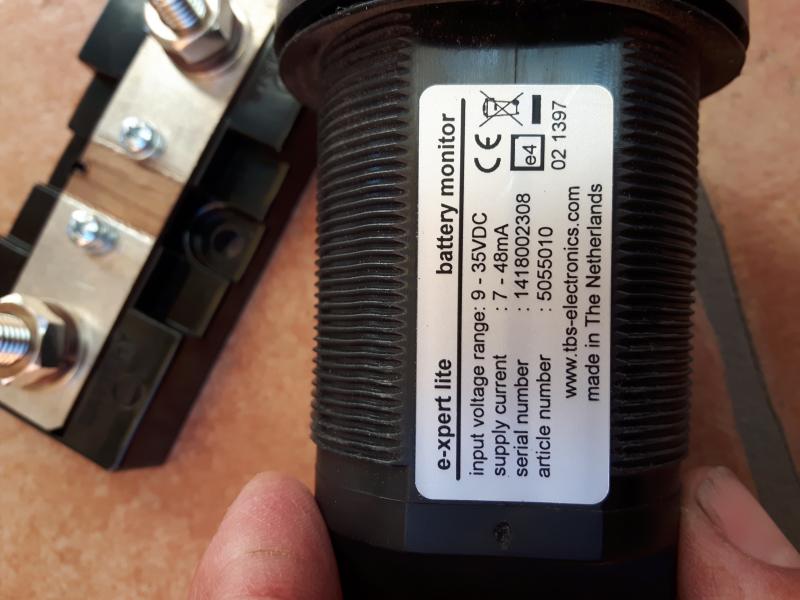 e-xpert lite battery monitor
input voltage range: 9 - 35VDC
supply current : 7 - 48mA
serial number : 1418002308
article number : 5055010
CE
e4
02 1397
www.tbs-electronics.com
made in The Netherlands